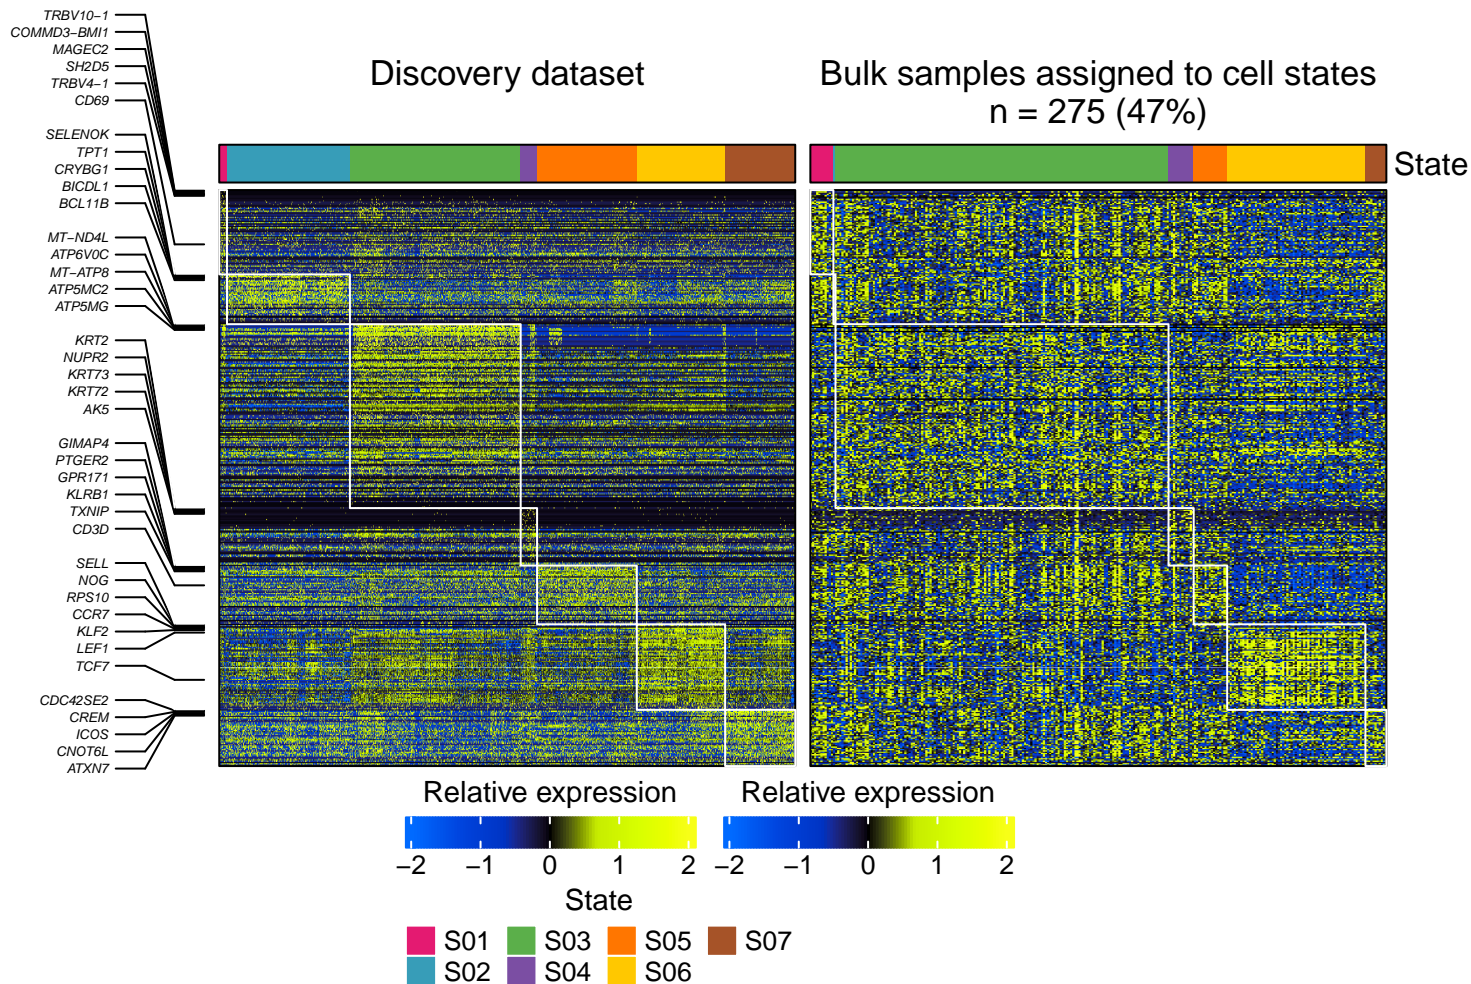 TRBV10−1
COMMD3−BMI1
MAGEC2
SH2D5
TRBV4−1
CD69
SELENOK
TPT1
CRYBG1
BICDL1
BCL11B
MT−ND4L
ATP6V0C
MT−ATP8
ATP5MC2
ATP5MG
KRT2
NUPR2
KRT73
KRT72
AK5
GIMAP4
PTGER2
GPR171
KLRB1
TXNIP
CD3D
SELL
NOG
RPS10
CCR7
KLF2
LEF1
TCF7
CDC42SE2
CREM
ICOS
CNOT6L
ATXN7
Discovery dataset
Bulk samples assigned to cell states
n = 275 (47%)
State
Relative expression
−2 −1 0 1 2
Relative expression
−2 −1 0 1 2
State
S01 S03 S05 S07
S02 S04 S06